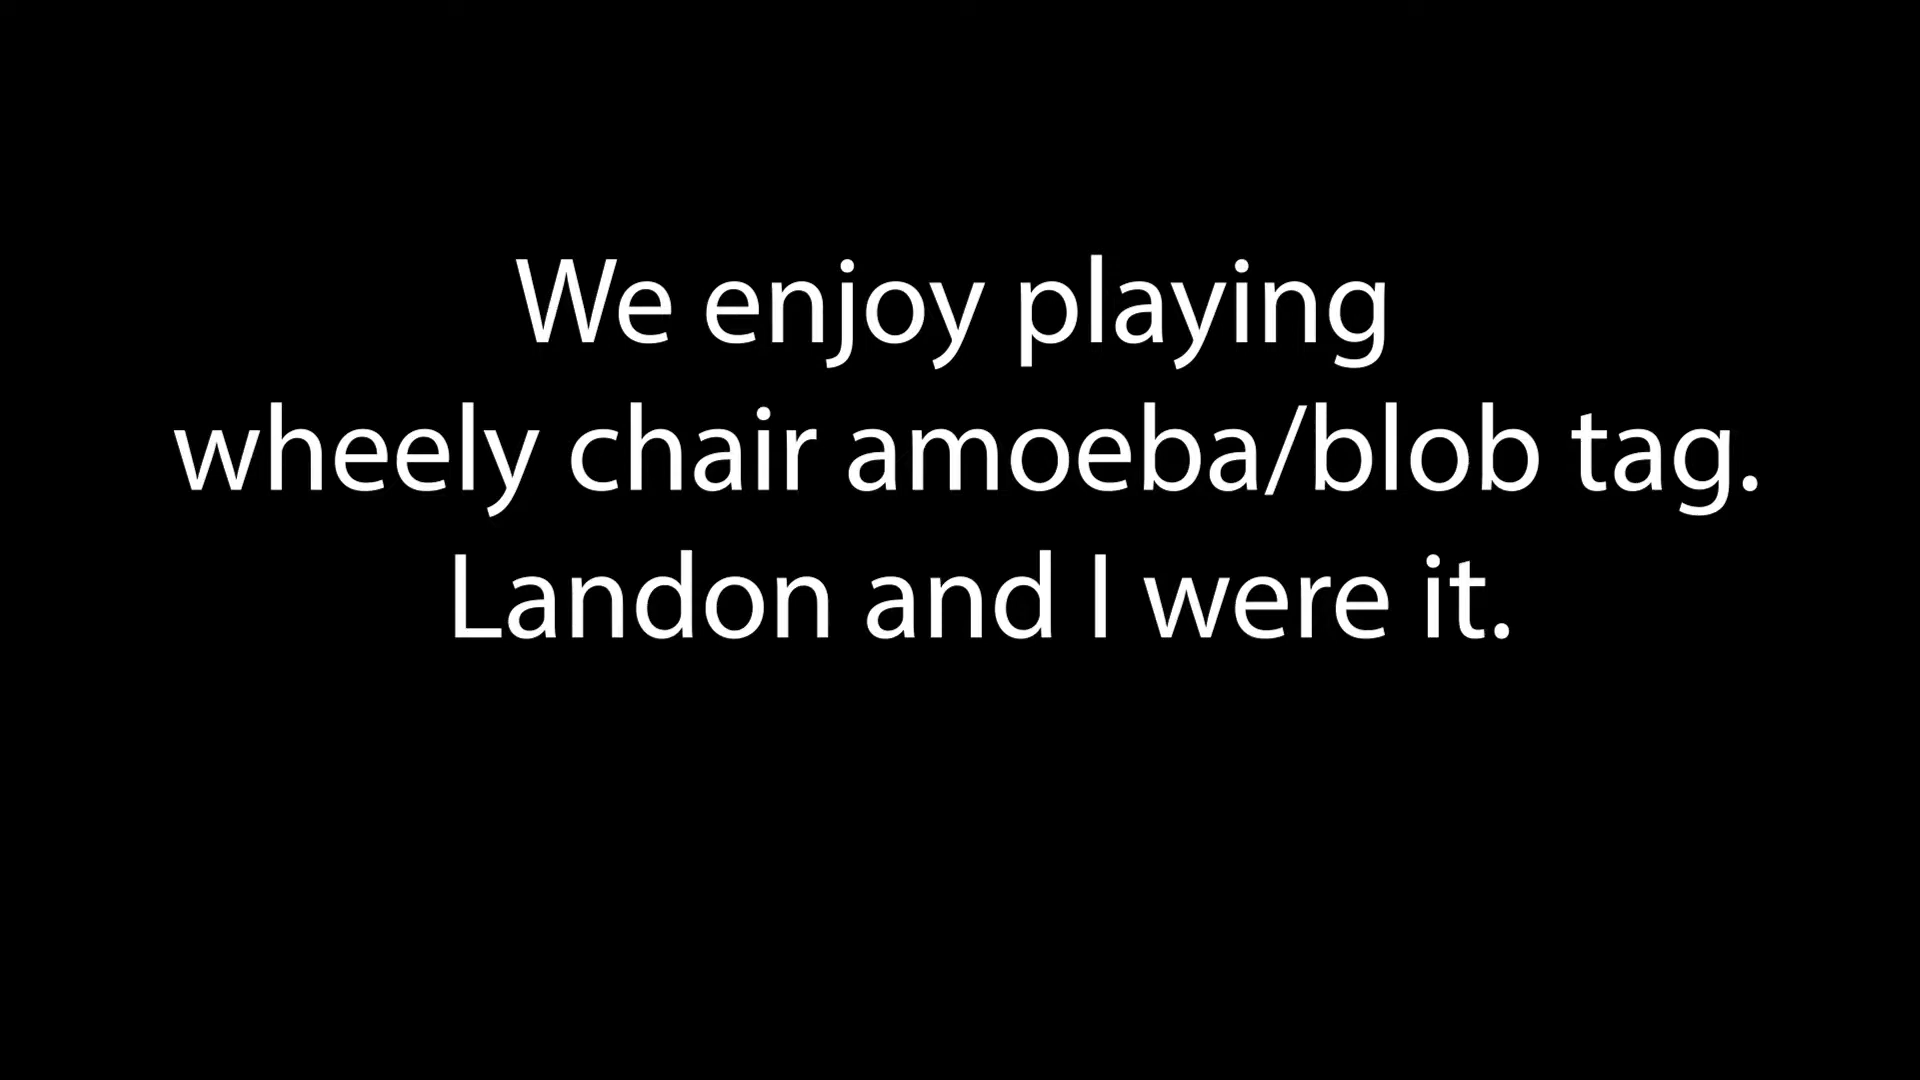 We enjoy playing
wheely chair amoeba/blob tag.
Landon and I were it.